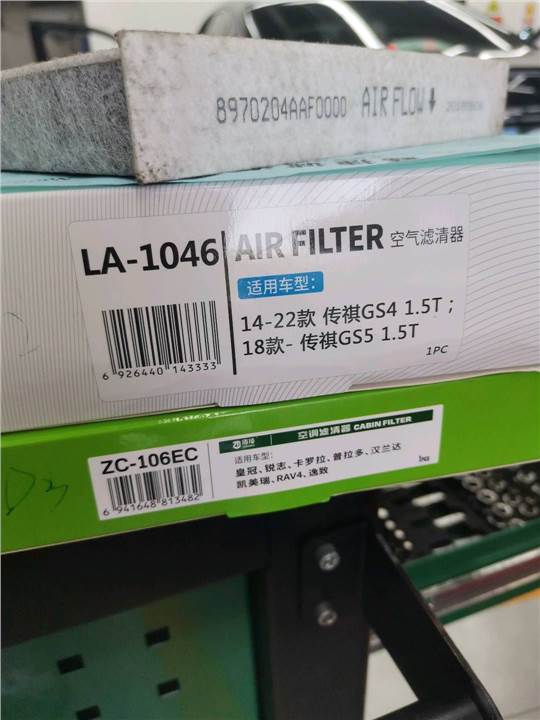 8970204AAF0000 AIR FLOW
LA-1046
AIR FILTER 空气滤清器
适用车型:
14-22款 传祺GS4 1.5T;
18款- 传祺GS5 1.5T
6 926440 143333
1PC
ZC-106EC
空调滤清器 CABIN FILTER
适用车型:
皇冠、锐志、卡罗拉、普拉多、汉兰达
凯美瑞、RAV4、逸致
6 941648 813482